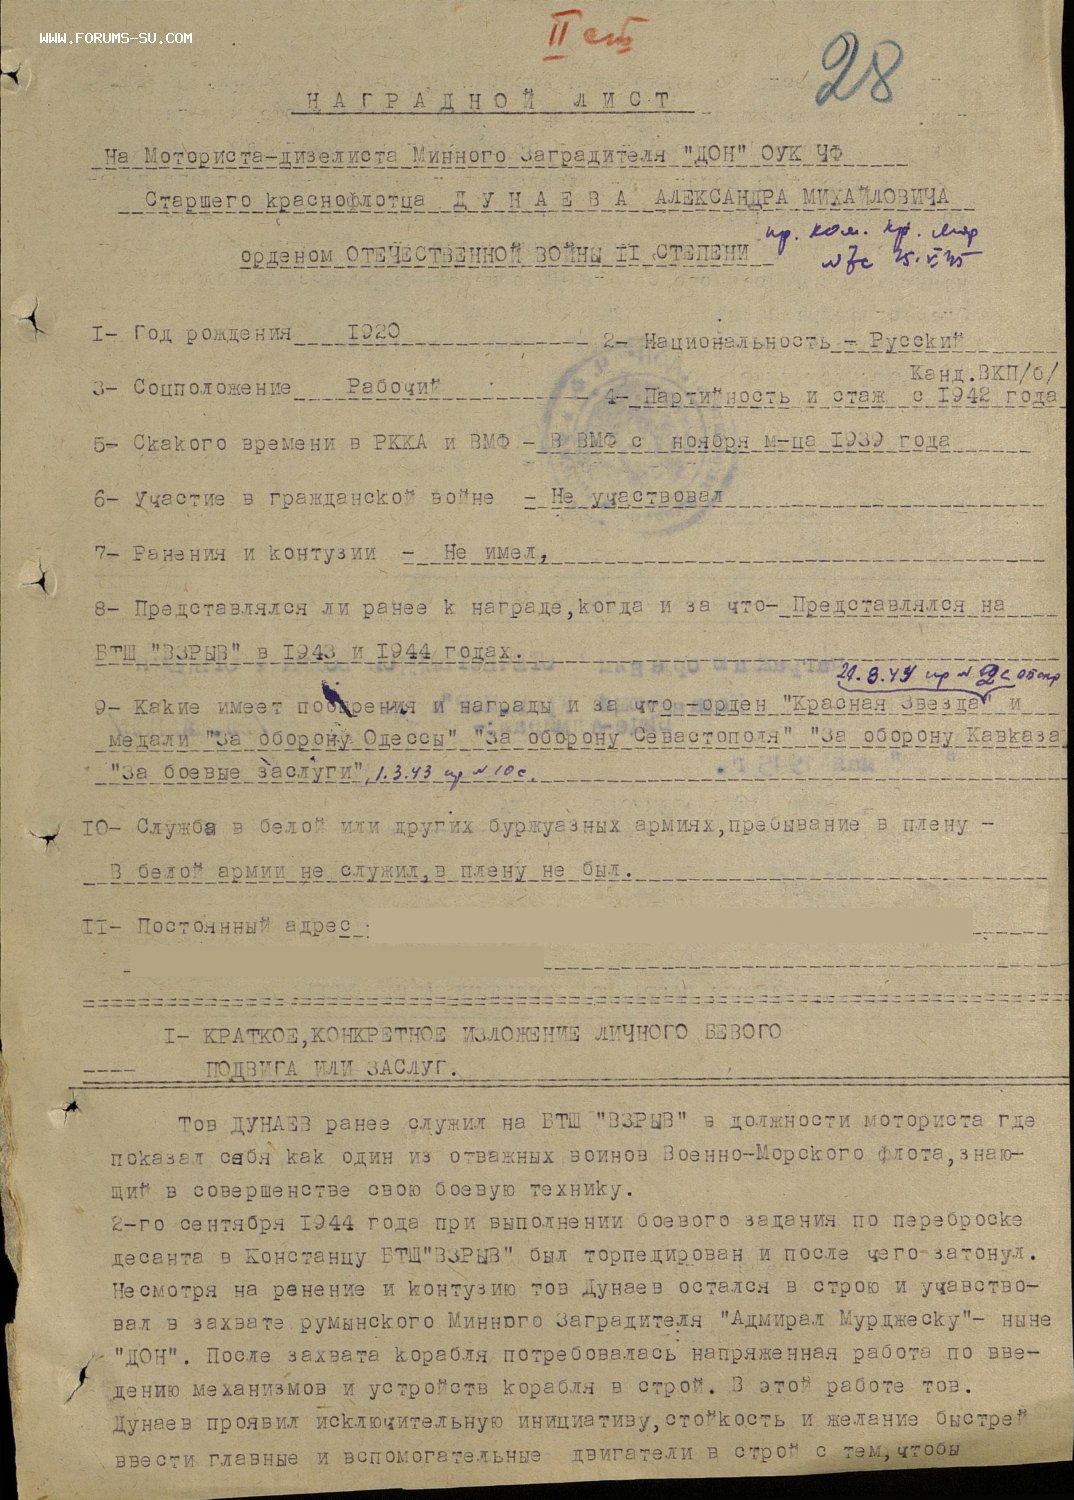 WWW.FORUMS-SU.COM
II ст
28
НАГРАДНОЙ ЛИСТ
На Моториста-дизелиста Минного Заградителя "ДОН" ОУК ЧФ
Старшего краснофлотца ДУНАЕВА АЛЕКСАНДРА МИХАЙЛОВИЧА
орденом ОТЕЧЕСТВЕННОЙ ВОЙНЫ II СТЕПЕНИ
пр. ком. кр.
№ 7с
I- Год рождения 1920
2- Национальность - Русский
3- Соцположение Рабочий
Канд.ВКП/б/
4- Партийность и стаж с 1942 года
5- Скакого времени в РККА и ВМФ - В ВМФ с ноября м-ца 1939 года
6- Участие в гражданской войне - Не участвовал
7- Ранения и контузии - Не имел,
8- Представлялся ли ранее к награде,когда и за что- Представлялся на
БТЩ "ВЗРЫВ" в 1943 и 1944 годах.
9- Какие имеет поощрения и награды и за что -орден "Красная Звезда" и
медали "За оборону Одессы" "За оборону Севастополя" "За оборону Кавказа
"За боевые заслуги", 1.3.43 пр № 10с.
10- Служба в белой или других буржуазных армиях,пребывание в плену -
В белой армии не служил,в плену не был.
II- Постоянный адрес :
I- КРАТКОЕ,КОНКРЕТНОЕ ИЗЛОЖЕНИЕ ЛИЧНОГО БЕВОГО
ПОДВИГА ИЛИ ЗАСЛУГ.
Тов ДУНАЕВ ранее служил на БТЩ "ВЗРЫВ" в должности моториста где
показал себя как один из отважных воинов Военно-Морского флота,знаю-
щий в совершенстве свою боевую технику.
2-го сентября 1944 года при выполнении боевого задания по переброске
десанта в Констанцу БТЩ"ВЗРЫВ" был торпедирован и после чего затонул.
Несмотря на ранение и контузию тов Дунаев остался в строю и учавство-
вал в захвате румынского Минного Заградителя "Адмирал Мурджеску"- ныне
"ДОН". После захвата корабля потребовалась напряженная работа по вве-
дению механизмов и устройств корабля в строй. В этой работе тов.
Дунаев проявил исключительную инициативу,стойкость и желание быстрей
ввести главные и вспомогательные двигатели в строй с тем,чтобы